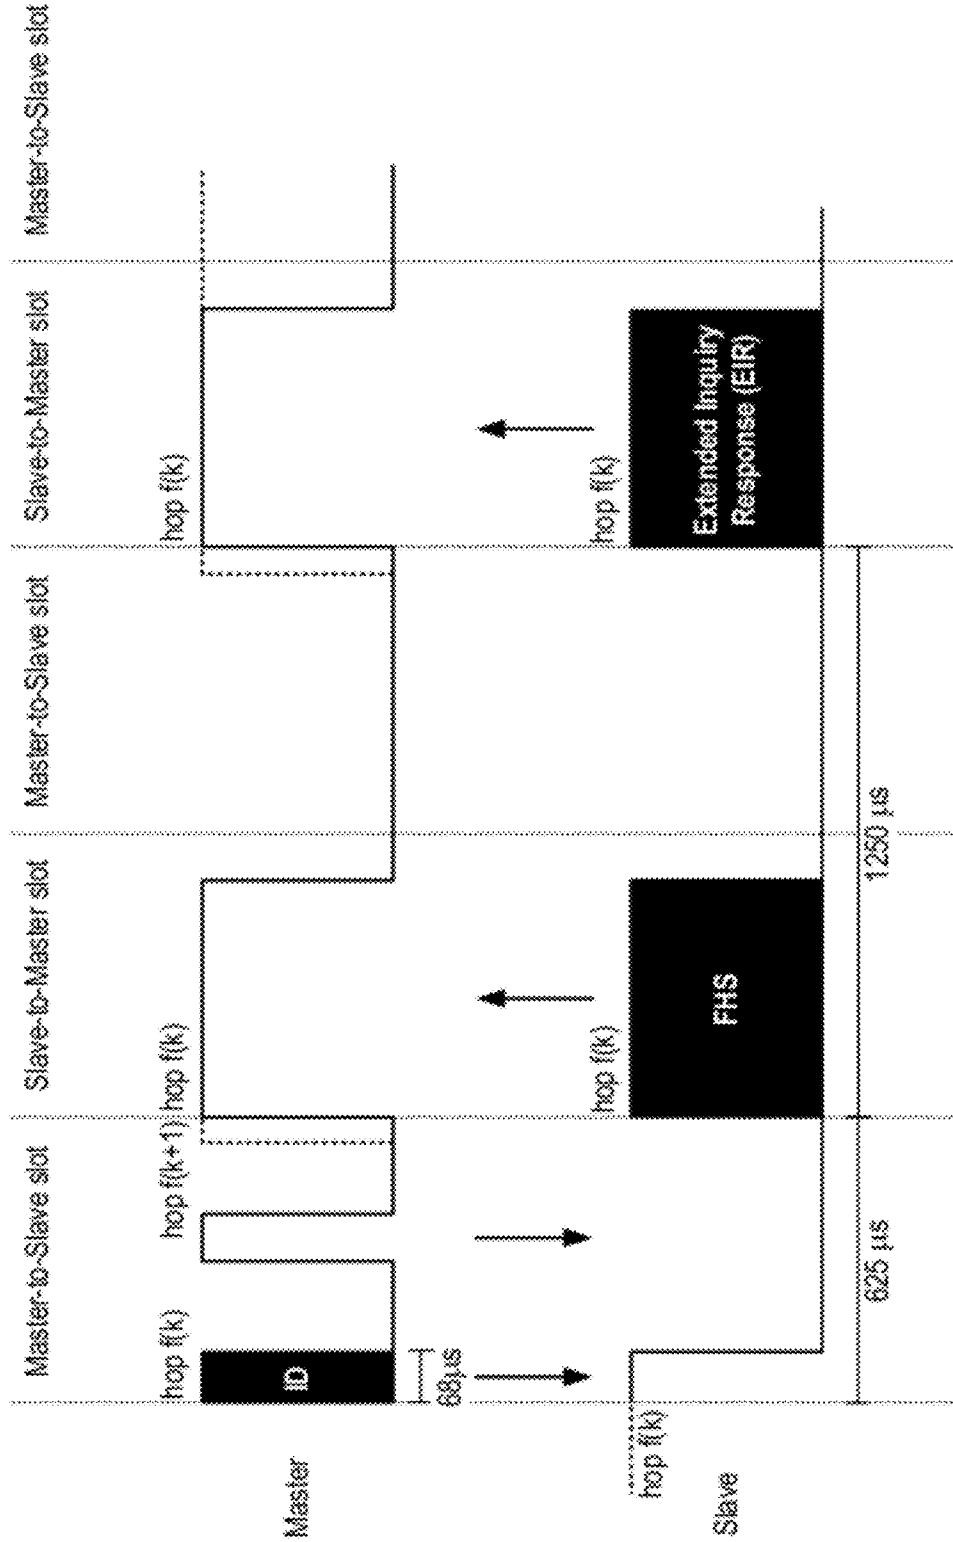 Master-to-Slave slot
Slave-to-Master slot
Master-to-Slave slot
Slave-to-Master slot
Master-to-Slave slot
hop f(k)
hop f(k+1)
hop f(k)
hop f(k)
Master
ID
68µs
hop f(k)
hop f(k)
hop f(k)
Slave
FHS
Extended Inquiry
Response (EIR)
625 µs
1250 µs